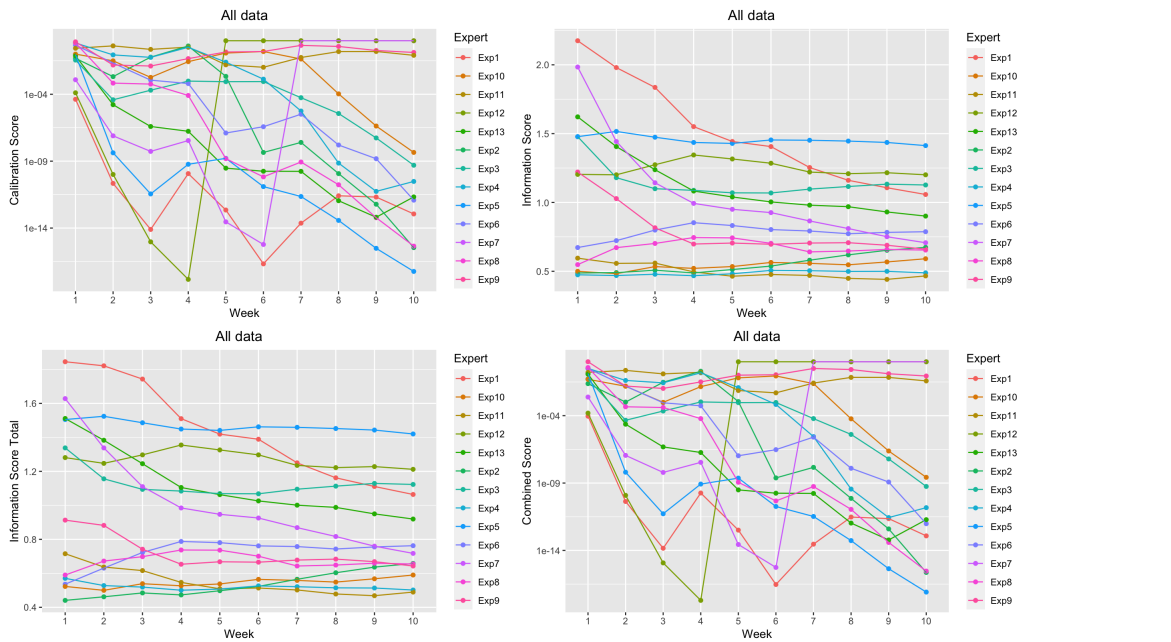 All data
Calibration Score
1e-04
1e-09
1e-14
1 2 3 4 5 6 7 8 9 10
Week
Expert
Exp1
Exp10
Exp11
Exp12
Exp13
Exp2
Exp3
Exp4
Exp5
Exp6
Exp7
Exp8
Exp9
All data
Information Score
2.0
1.5
1.0
0.5
1 2 3 4 5 6 7 8 9 10
Week
Expert
Exp1
Exp10
Exp11
Exp12
Exp13
Exp2
Exp3
Exp4
Exp5
Exp6
Exp7
Exp8
Exp9
All data
Information Score Total
1.6
1.2
0.8
0.4
1 2 3 4 5 6 7 8 9 10
Week
Expert
Exp1
Exp10
Exp11
Exp12
Exp13
Exp2
Exp3
Exp4
Exp5
Exp6
Exp7
Exp8
Exp9
All data
Combined Score
1e-04
1e-09
1e-14
1 2 3 4 5 6 7 8 9 10
Week
Expert
Exp1
Exp10
Exp11
Exp12
Exp13
Exp2
Exp3
Exp4
Exp5
Exp6
Exp7
Exp8
Exp9